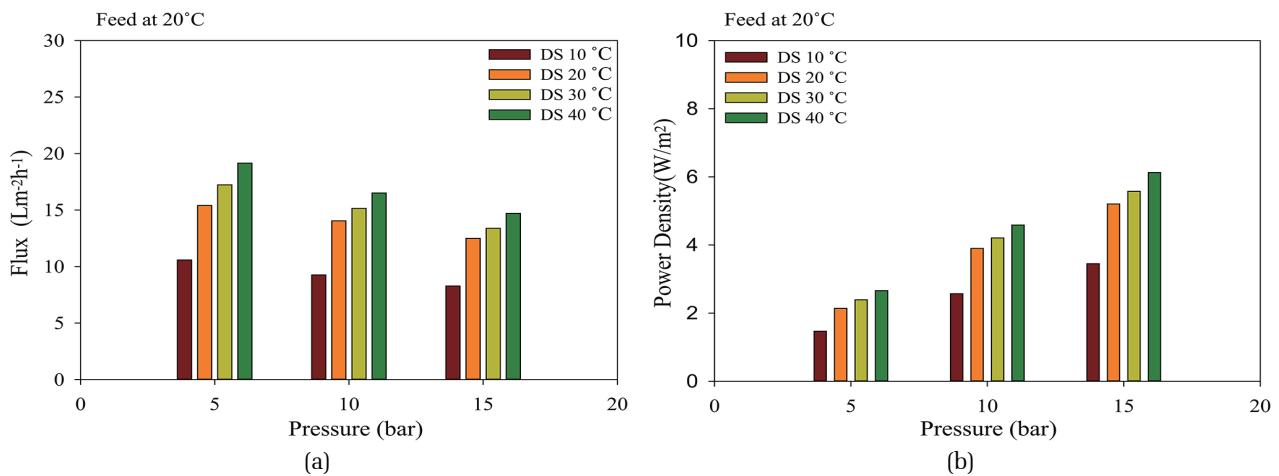 Feed at 20˚C
30
25
20
15
10
5
0
Flux (Lm-2h-1)
DS 10 ˚C
DS 20 ˚C
DS 30 ˚C
DS 40 ˚C
0
5
10
15
20
Pressure (bar)
(a)
Feed at 20˚C
10
8
6
4
2
0
Power Density(W/m²)
DS 10 ˚C
DS 20 ˚C
DS 30 ˚C
DS 40 ˚C
0
5
10
15
20
Pressure (bar)
(b)